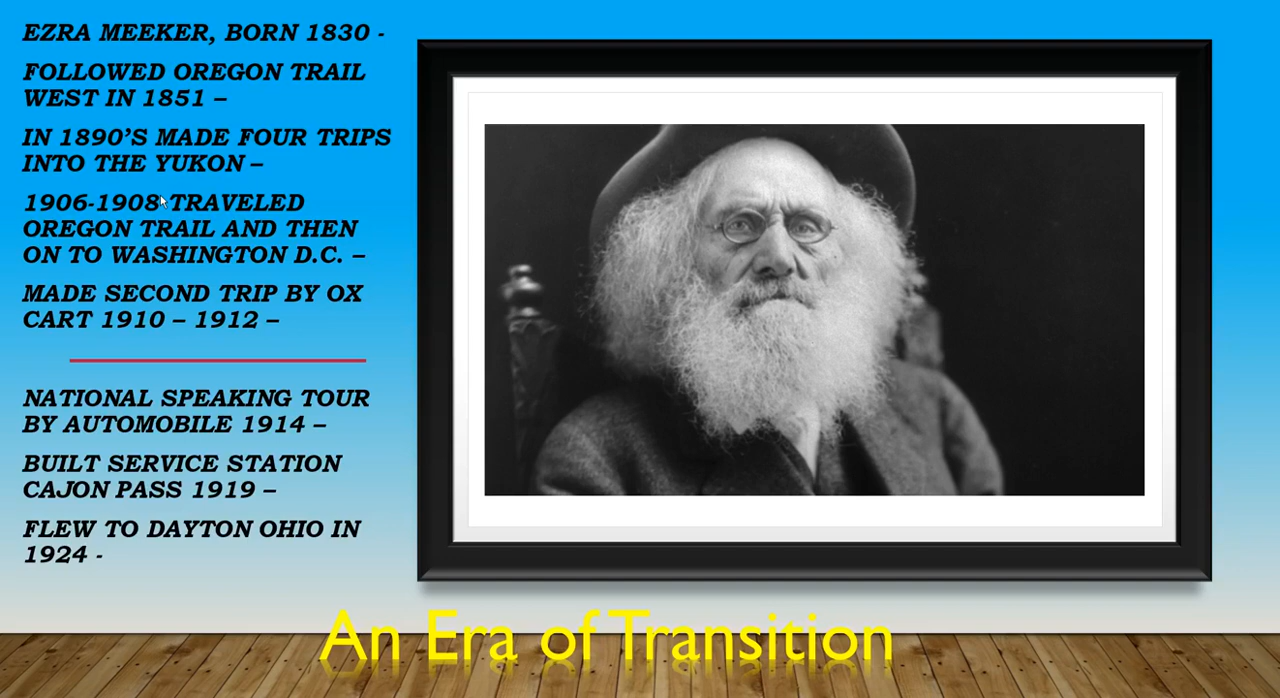 EZRA MEEKER, BORN 1830 -
FOLLOWED OREGON TRAIL
WEST IN 1851 –
IN 1890’S MADE FOUR TRIPS
INTO THE YUKON –
1906-1908 TRAVELED
OREGON TRAIL AND THEN
ON TO WASHINGTON D.C. –
MADE SECOND TRIP BY OX
CART 1910 – 1912 –
NATIONAL SPEAKING TOUR
BY AUTOMOBILE 1914 –
BUILT SERVICE STATION
CAJON PASS 1919 –
FLEW TO DAYTON OHIO IN
1924 -
An Era of Transition